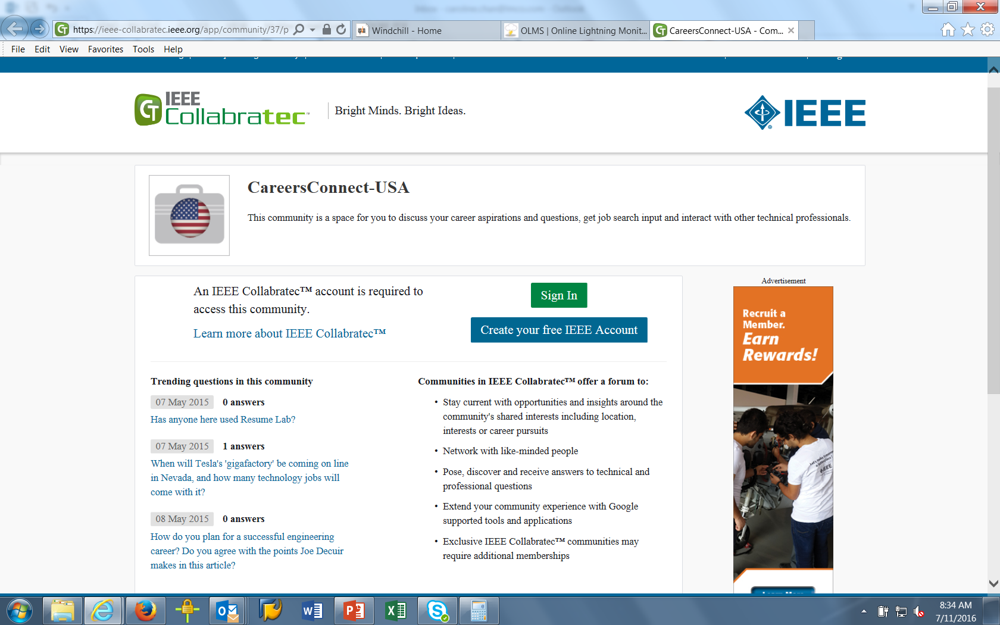 https://ieee-collabratec.ieee.org/app/community/37/p
Windchill - Home
OLMS | Online Lightning Monit...
CareersConnect-USA - Com...
File Edit View Favorites Tools Help
IEEE
Collabratec™
Bright Minds. Bright Ideas.
IEEE
CareersConnect-USA
This community is a space for you to discuss your career aspirations and questions, get job search input and interact with other technical professionals.
An IEEE Collabratec™ account is required to
access this community.
Learn more about IEEE Collabratec™
Sign In
Create your free IEEE Account
Trending questions in this community
07 May 2015 0 answers
Has anyone here used Resume Lab?
07 May 2015 1 answers
When will Tesla's 'gigafactory' be coming on line
in Nevada, and how many technology jobs will
come with it?
08 May 2015 0 answers
How do you plan for a successful engineering
career? Do you agree with the points Joe Decuir
makes in this article?
Communities in IEEE Collabratec™ offer a forum to:
• Stay current with opportunities and insights around the
community's shared interests including location,
interests or career pursuits
• Network with like-minded people
• Pose, discover and receive answers to technical and
professional questions
• Extend your community experience with Google
supported tools and applications
• Exclusive IEEE Collabratec™ communities may
require additional memberships
Advertisement
Recruit a
Member.
Earn
Rewards!
IEEE
Learn More
8:34 AM
7/11/2016